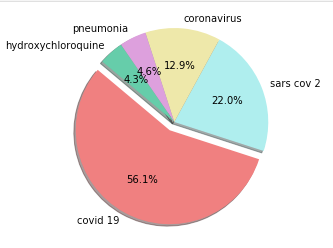 coronavirus
pneumonia
hydroxychloroquine
12.9%
4.6%
4.3%
sars cov 2
22.0%
56.1%
covid 19